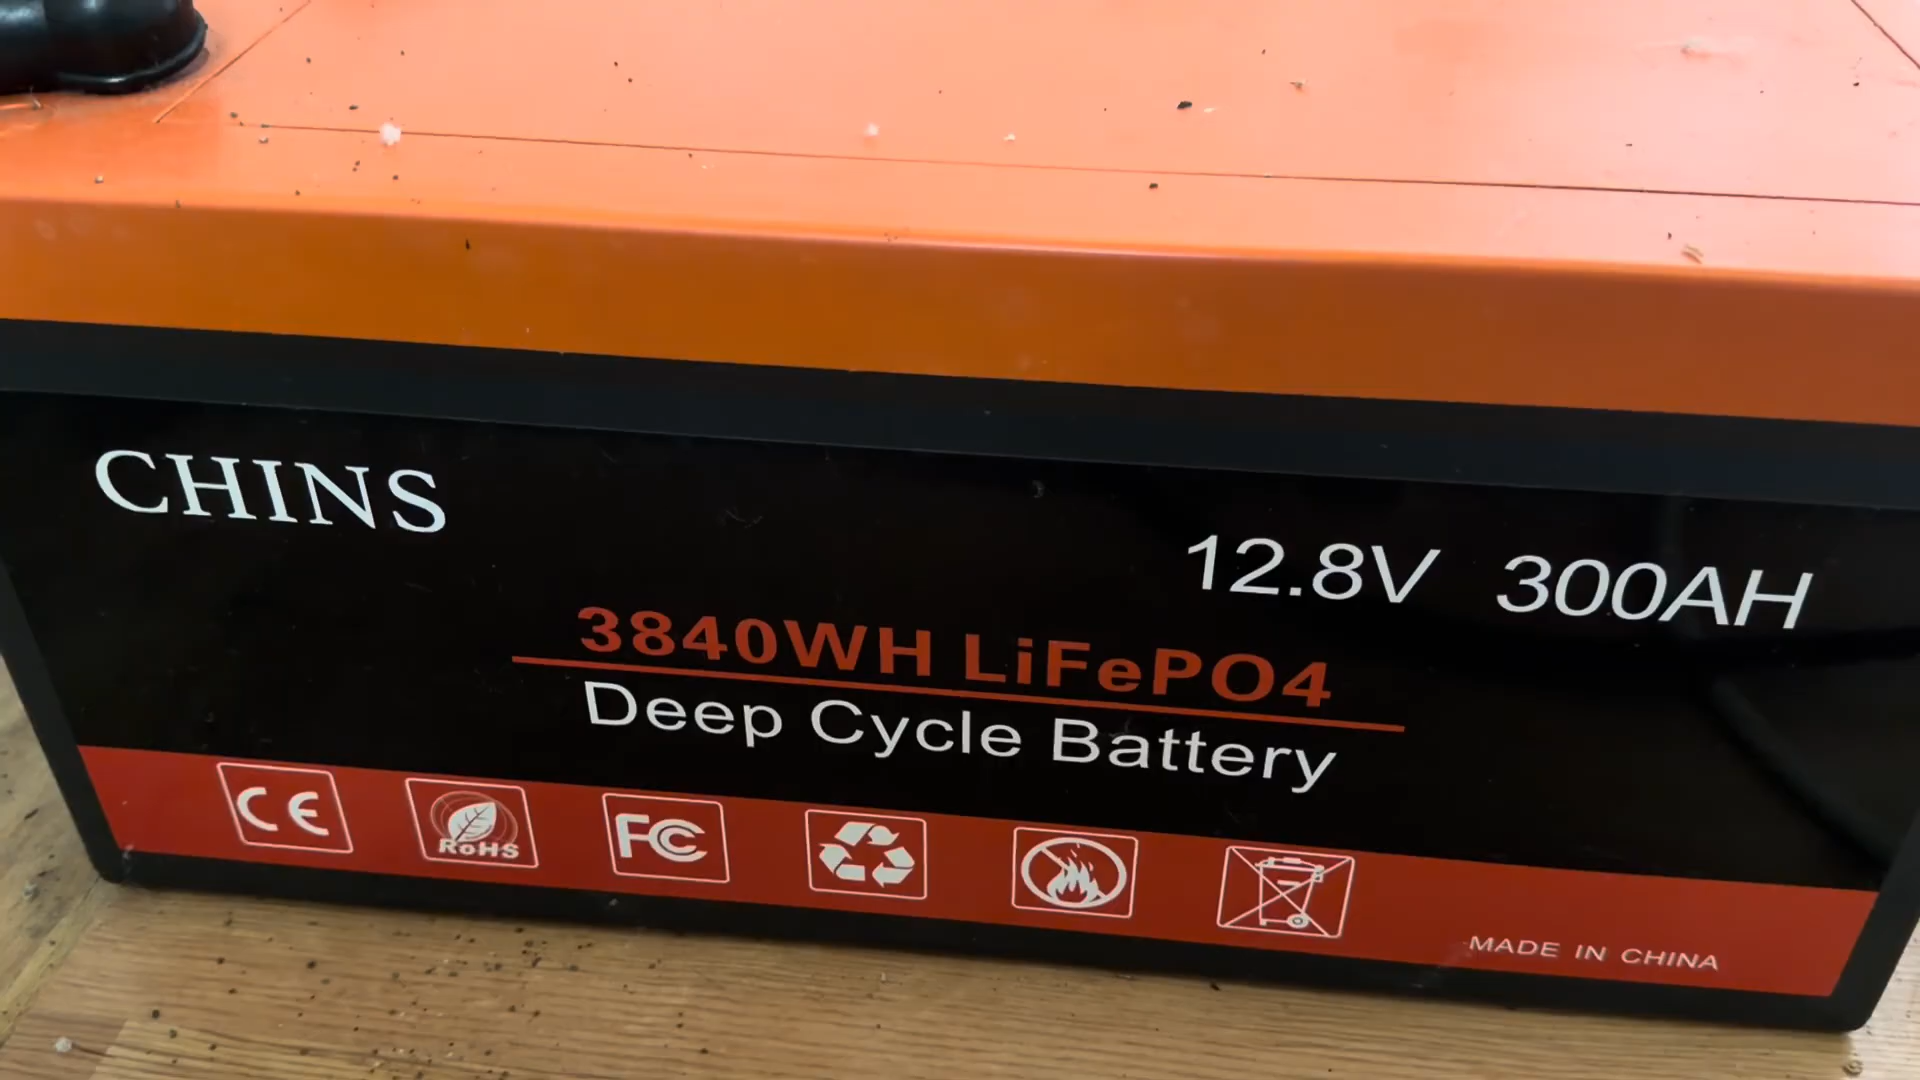 CHINS
12.8V 300AH
3840WH LiFePO4
Deep Cycle Battery
CE
RoHS
FC
MADE IN CHINA